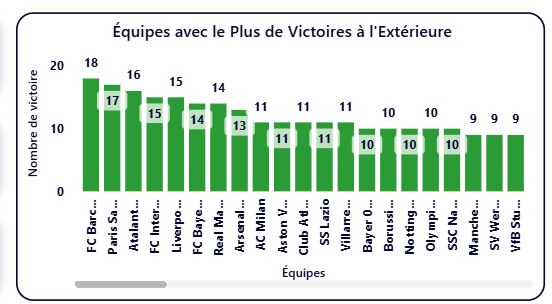 Équipes avec le Plus de Victoires à l'Extérieure
Nombre de victoire
20
10
0
18
17
16
15
15
14
14
13
11
11
11
11
11
10
10
10
10
10
9
9
9
FC Barc...
Paris Sa...
Atalant...
FC Inter...
Liverpo...
FC Baye...
Real Ma...
Arsenal...
AC Milan
Aston V...
Club Atl...
SS Lazio
Villarre...
Bayer 0...
Borussi...
Notting...
Olympi...
SSC Na...
Manche...
SV Wer...
VfB Stu...
Équipes